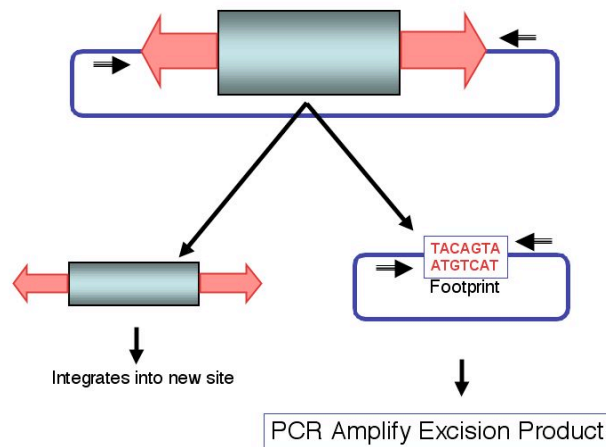 TACAGTA
ATGTCAT
Footprint
Integrates into new site
PCR Amplify Excision Product